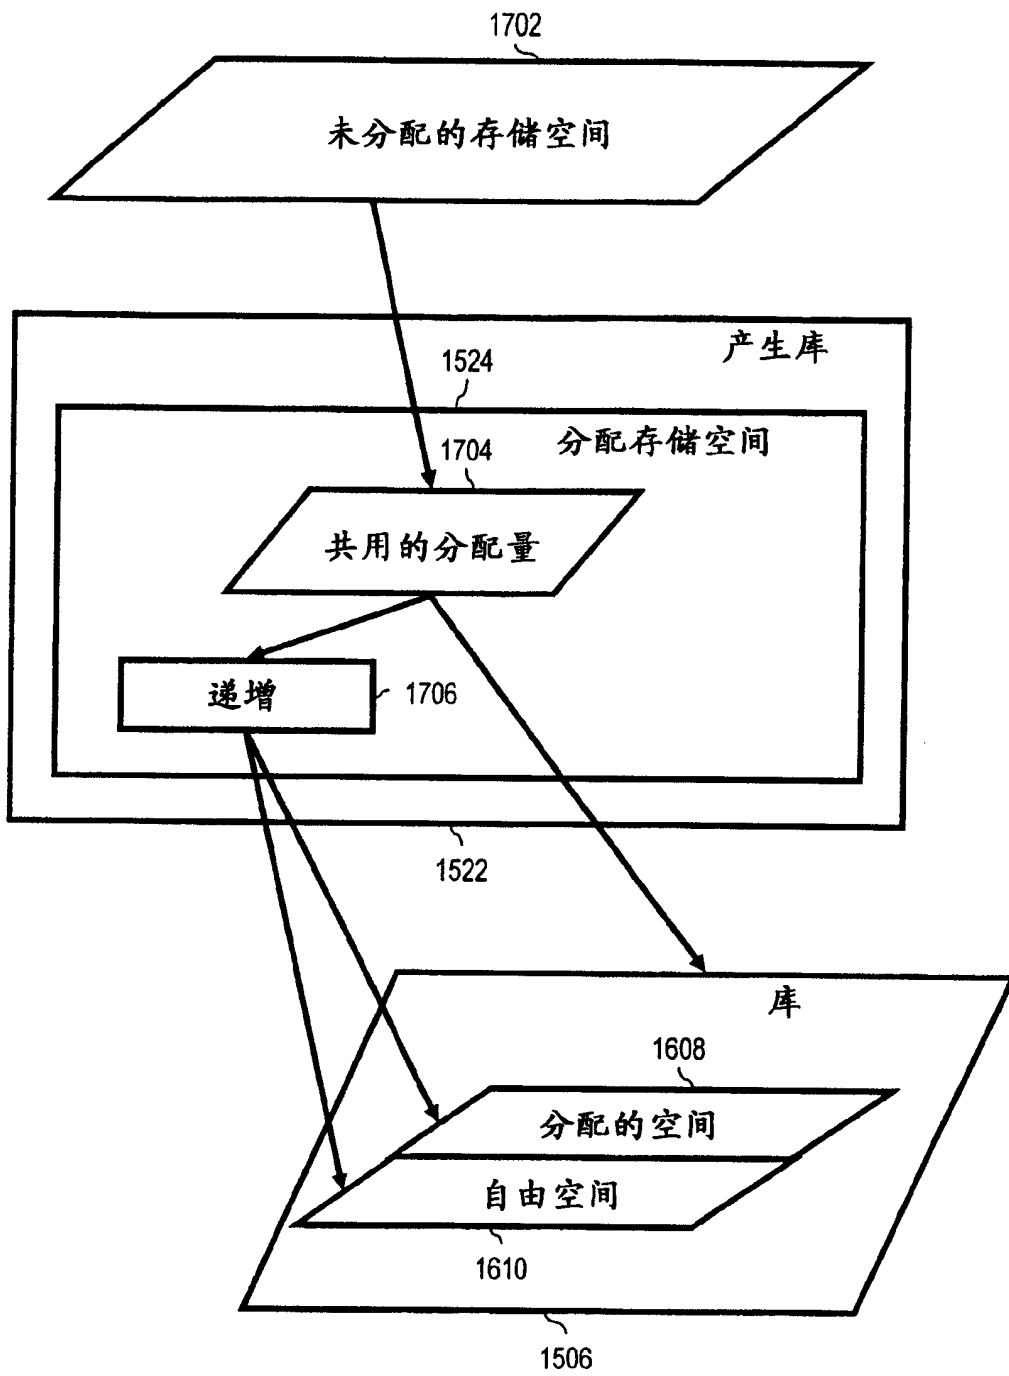 1702
未分配的存储空间
产生库
1524
分配存储空间
1704
共用的分配量
递增
1706
1522
库
1608
分配的空间
自由空间
1610
1506